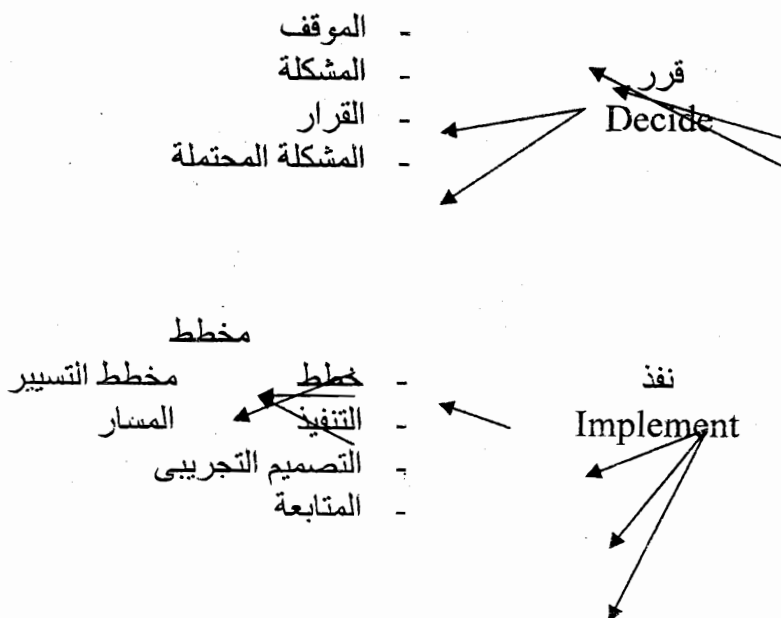 - الموقف
قرر - المشكلة
Decide - القرار
- المشكلة المحتملة
مخطط
نفذ - خطط مخطط التسيير
Implement - التنفيذ المسار
- التصميم التجريبى
- المتابعة